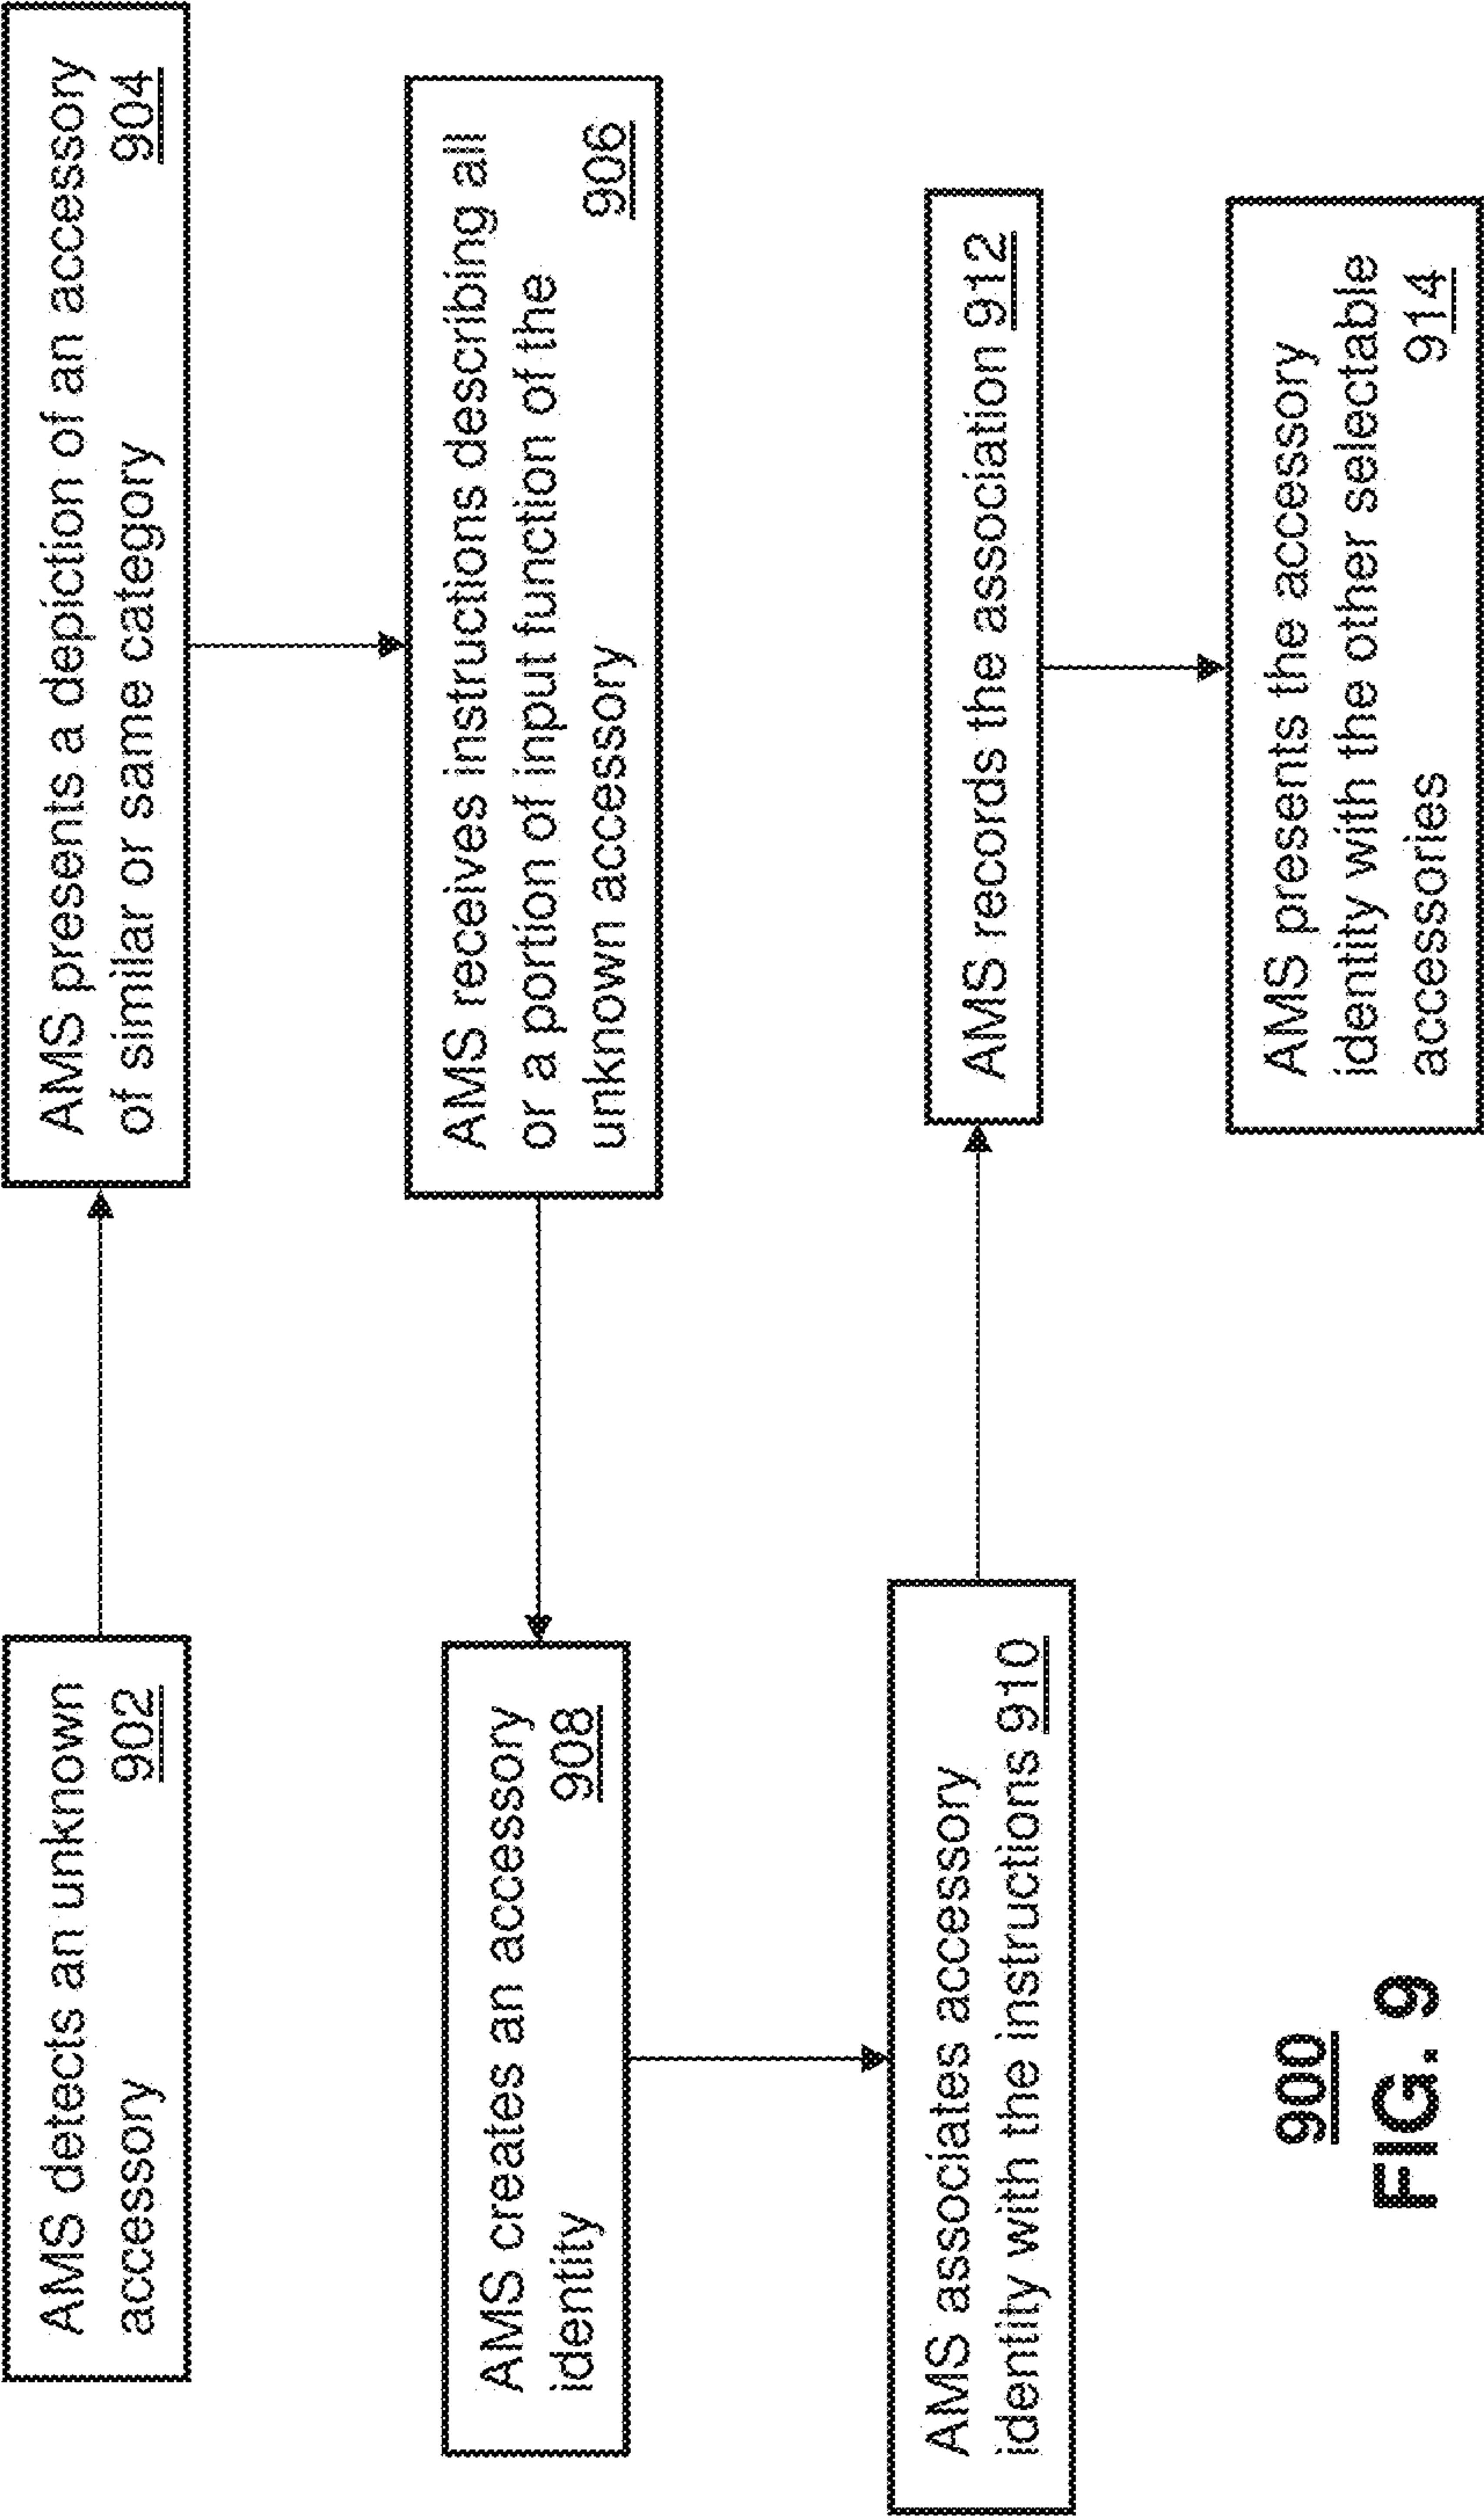 AMS detects an unknown
accessory 902
AMS presents a depiction of an accessory
of similar or same category 904
AMS receives instructions describing all
or a portion of input function of the
unknown accessory 906
AMS creates an accessory
identity 908
AMS associates accessory
identity with the instructions 910
AMS records the association 912
AMS presents the accessory
identity with the other selectable
accessories 914
900
FIG. 9